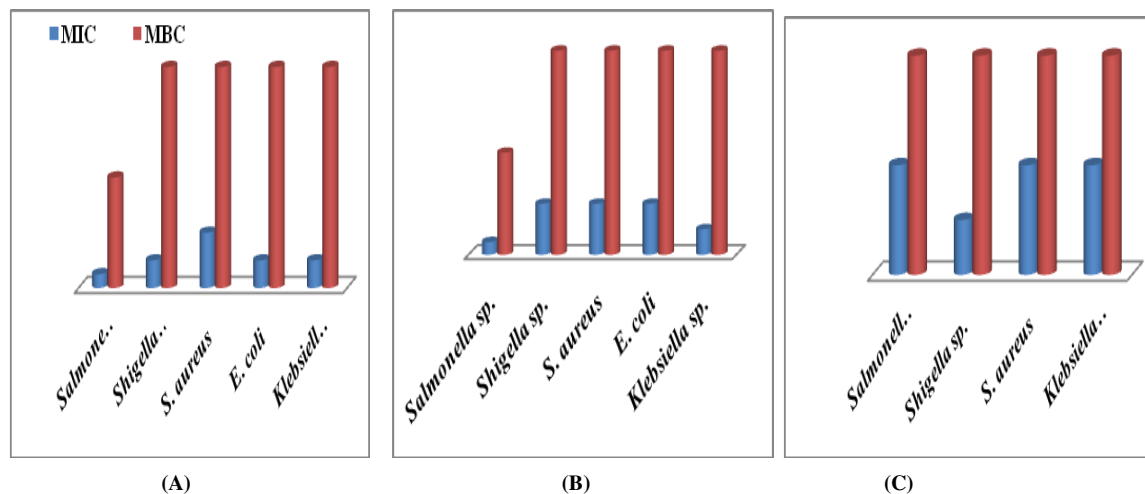 MIC MBC
Salmone..
Shigella..
S. aureus
E. coli
Klebsiell..
Salmonella sp.
Shigella sp.
S. aureus
E. coli
Klebsiella sp.
Salmonell..
Shigella sp.
S. aureus
Klebsiella..
(A) (B) (C)